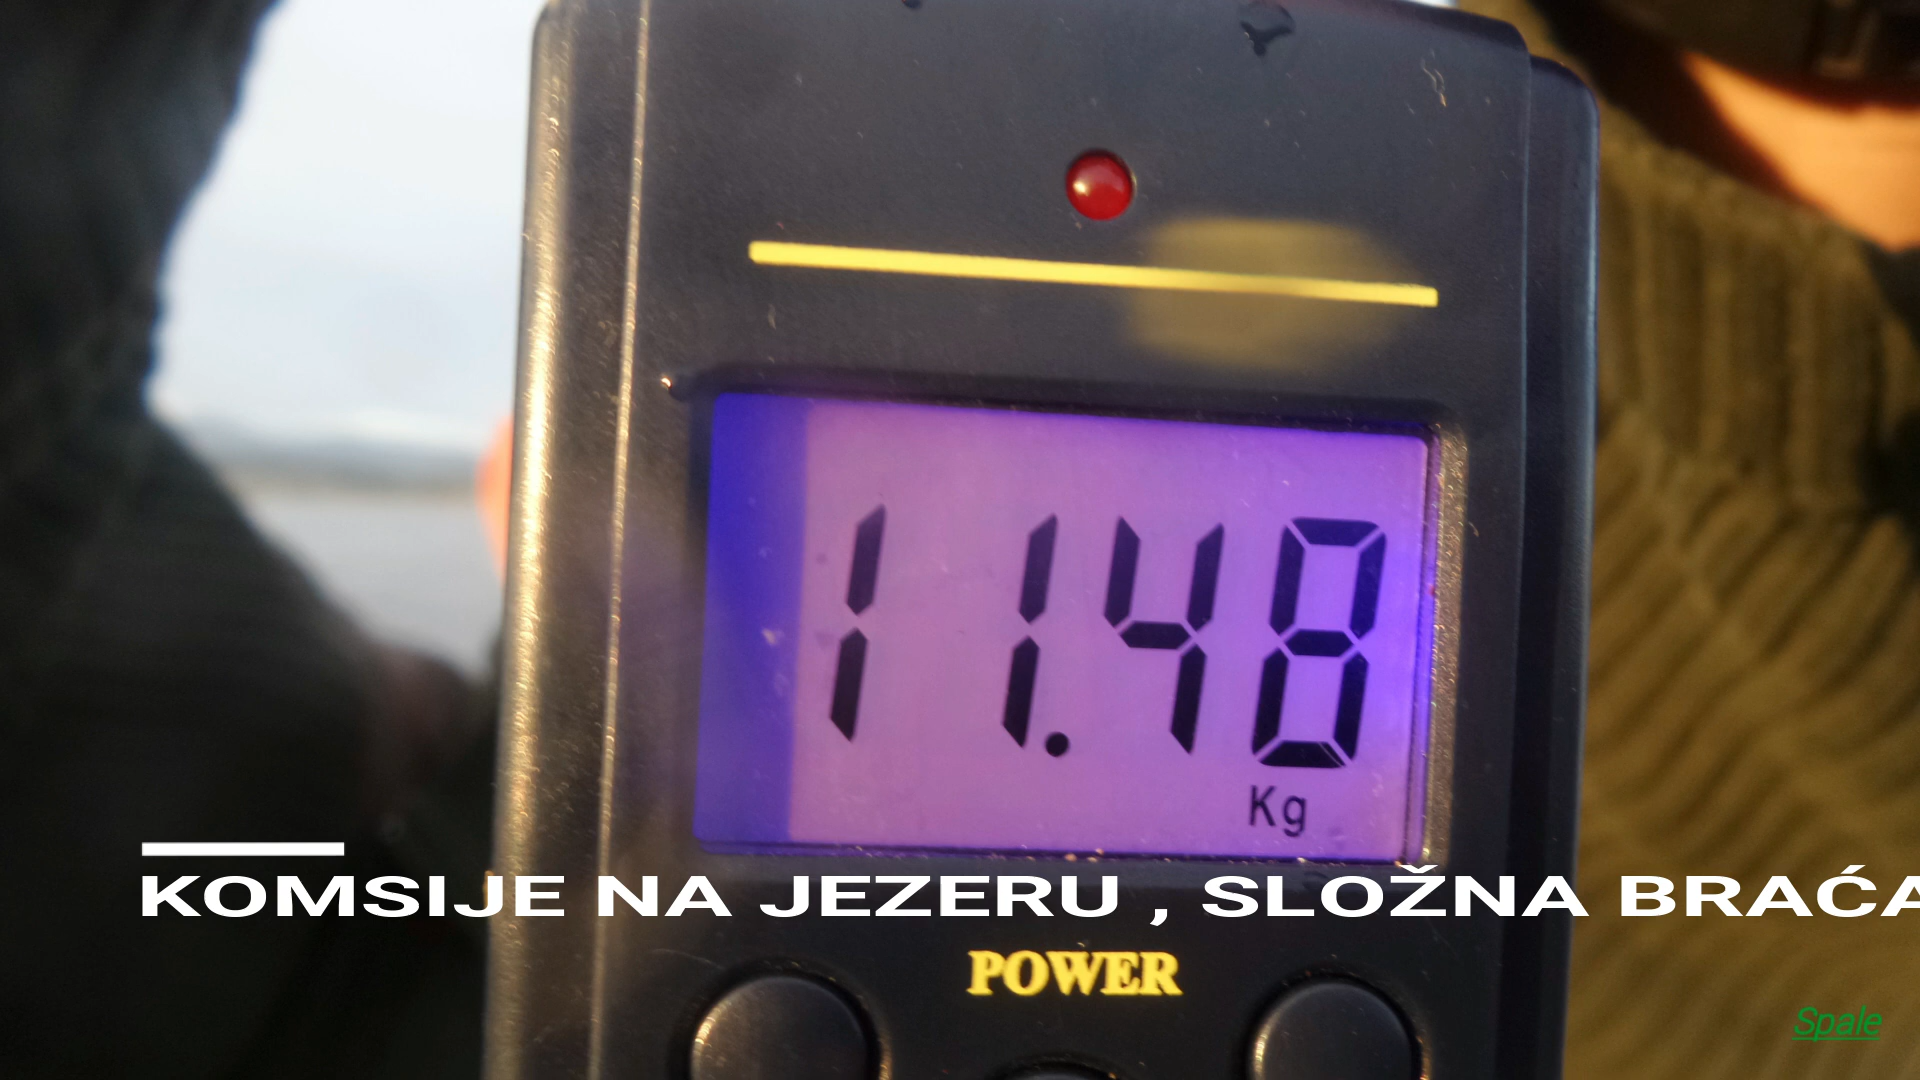 11.48
Kg
KOMSIJE NA JEZERU , SLOŽNA BRAĆA
POWER
Spale